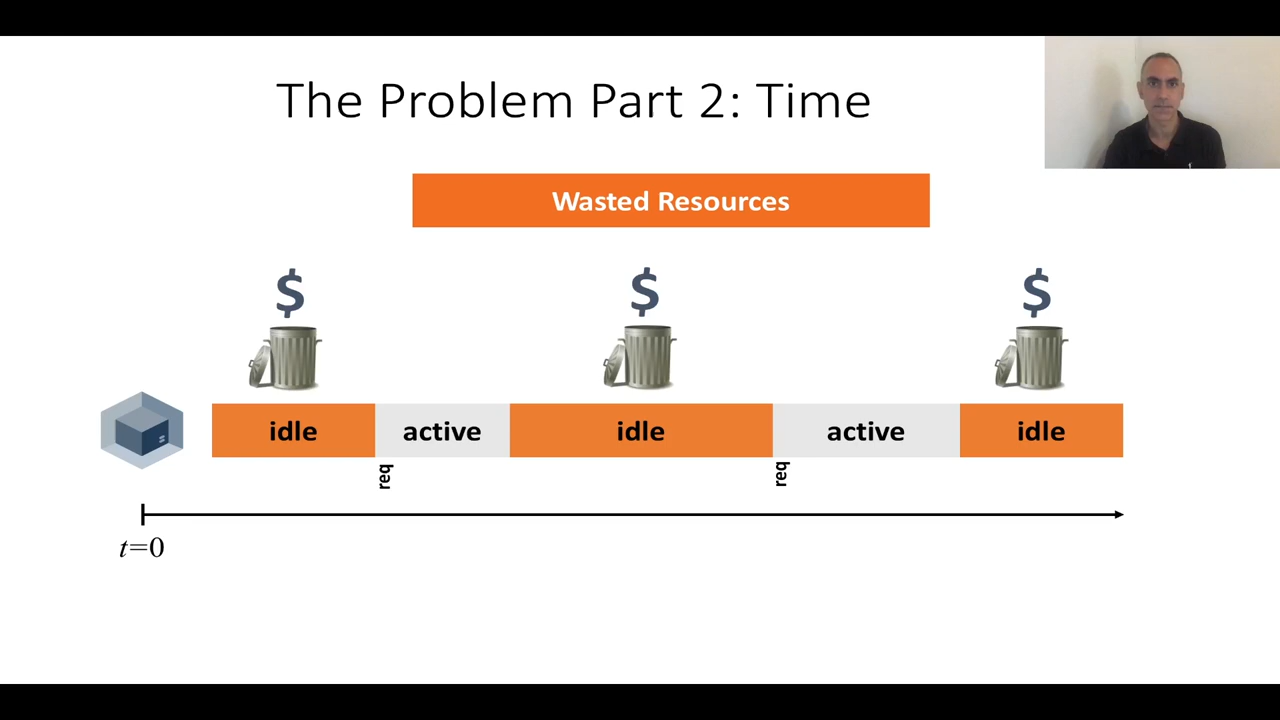 The Problem Part 2: Time
Wasted Resources
$ $ $
idle active idle active idle
req req
t=0